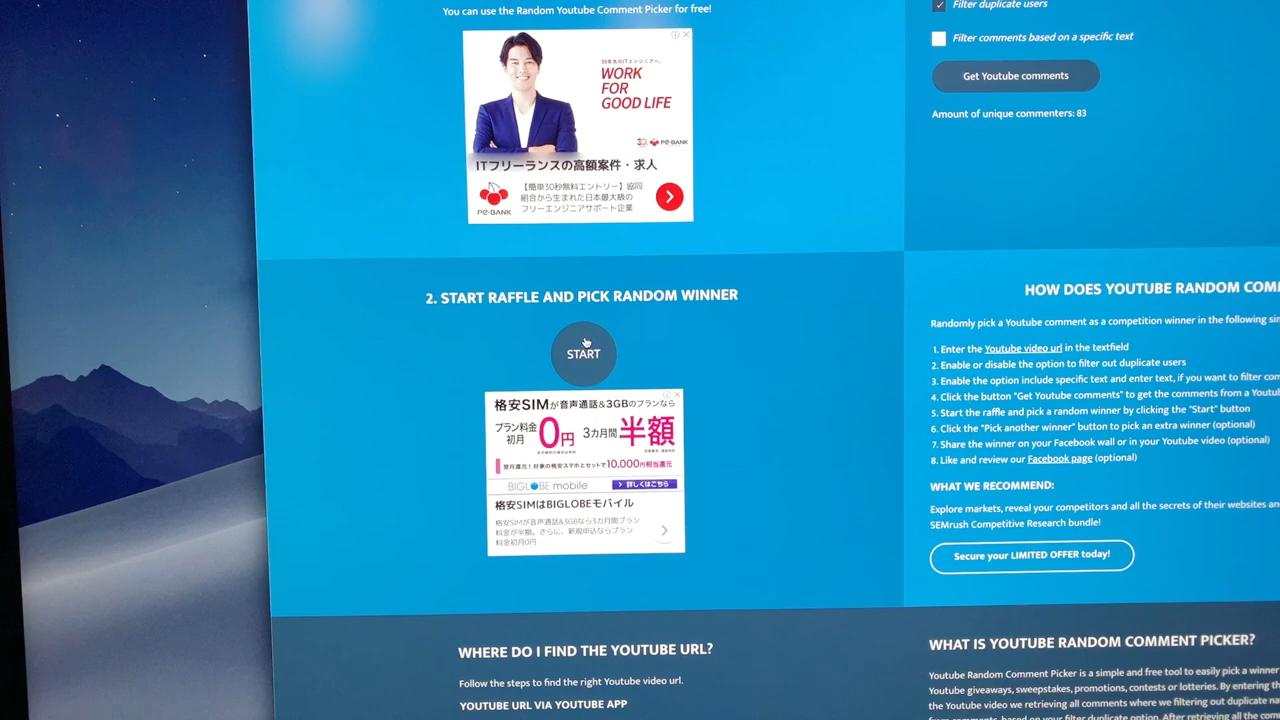 You can use the Random Youtube Comment Picker for free!
WORK
FOR
GOOD LIFE
PE-BANK
ITフリーランスの高額案件・求人
【簡単30秒無料エントリー】協同
組合から生まれた日本最大級の
フリーエンジニアサポート企業
PE-BANK
Filter duplicate users
Filter comments based on a specific text
Get Youtube comments
Amount of unique commenters: 83
2. START RAFFLE AND PICK RANDOM WINNER
START
格安SIMが音声通話&3GBのプランなら
プラン料金
初月 0円 3カ月間 半額
翌月還元!対象の格安スマホとセットで10,000円相当還元
BIGLOBE mobile
詳しくはこちら
格安SIMはBIGLOBEモバイル
格安SIMが音声通話&3GBなら3カ月間プラン
料金が半額。さらに、新規申込ならプラン
料金初月0円
HOW DOES YOUTUBE RANDOM COM
Randomly pick a Youtube comment as a competition winner in the following
1. Enter the Youtube video url in the textfield
2. Enable or disable the option to filter out duplicate users
3. Enable the option include specific text and enter text, if you want to filter
4. Click the button "Get Youtube comments" to get the comments from a
5. Start the raffle and pick a random winner by clicking the "Start" button
6. Click the "Pick another winner" button to pick an extra winner (optional)
7. Share the winner on your Facebook wall or in your Youtube video (optional)
8. Like and review our Facebook page (optional)
WHAT WE RECOMMEND:
Explore markets, reveal your competitors and all the secrets of their websites
SEMrush Competitive Research bundle!
Secure your LIMITED OFFER today!
WHERE DO I FIND THE YOUTUBE URL?
Follow the steps to find the right Youtube video url.
YOUTUBE URL VIA YOUTUBE APP
WHAT IS YOUTUBE RANDOM COMMENT PICKER?
Youtube Random Comment Picker is a simple and free tool to easily pick a winner
Youtube giveaways, sweepstakes, promotions, contests or lotteries. By entering
the Youtube video we retrieving all comments where we filtering out duplicate
from comments, based on your filter duplicate option. After retrieving all the